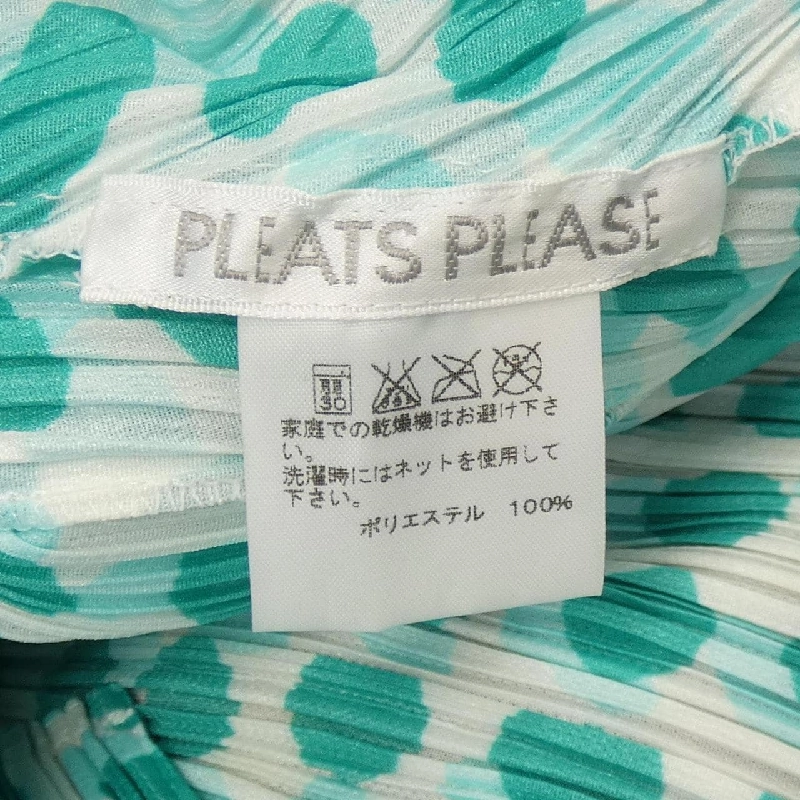 PLEATS PLEASE
30
家庭での乾燥機はお避け下さ
い。
洗濯時にはネットを使用して
下さい。
ポリエステル 100%